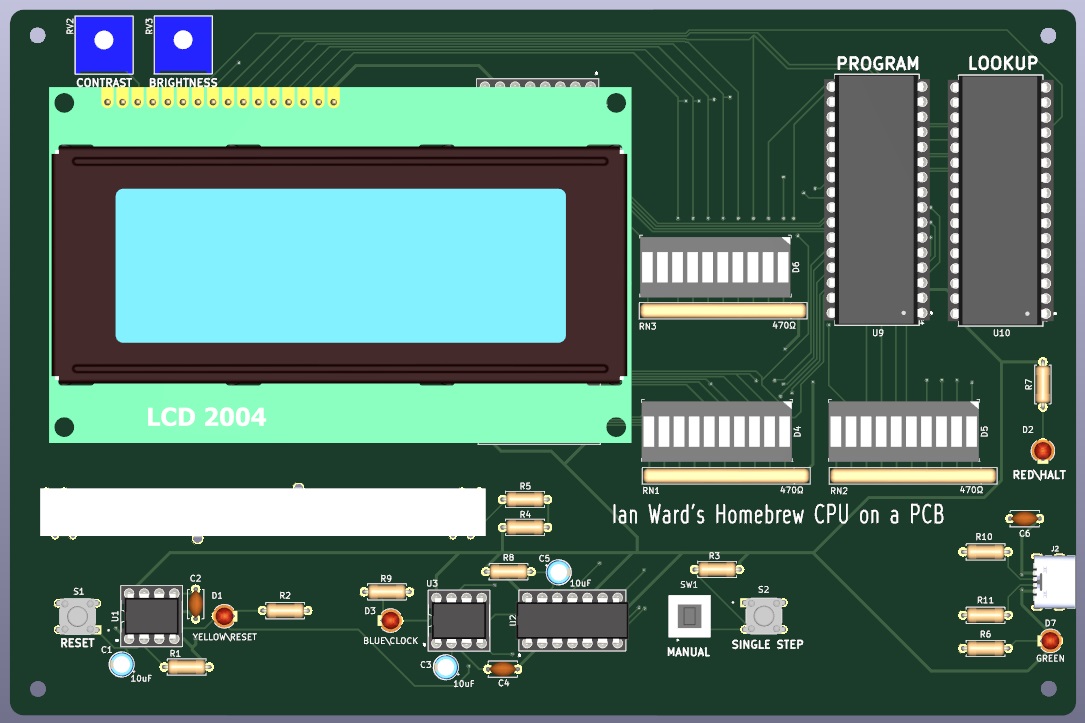 RV2
RV3
CONTRAST
BRIGHTNESS
PROGRAM
LOOKUP
D6
RN3
470Ω
U9
U10
LCD 2004
R7
D4
D5
D2
RED\HALT
RN1
470Ω
RN2
470Ω
R5
R4
Ian Ward's Homebrew CPU on a PCB
C6
R10
J2
R8
C5
10uF
R3
S1
C2
D1
R2
R9
U3
SW1
S2
U1
D3
U2
R11
YELLOW\RESET
BLUE\CLOCK
D7
RESET
C1
10uF
R1
C3
10uF
C4
MANUAL
SINGLE STEP
R6
GREEN